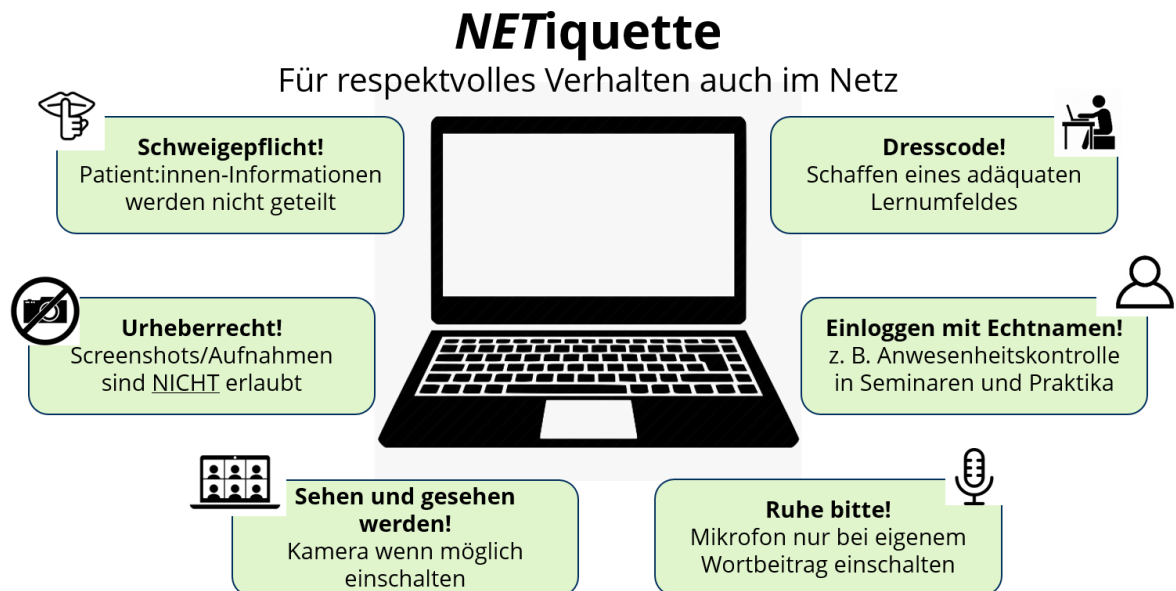 NETiquette
Für respektvolles Verhalten auch im Netz
Schweigepflicht!
Patient:innen-Informationen
werden nicht geteilt
Dresscode!
Schaffen eines adäquaten
Lernumfeldes
Urheberrecht!
Screenshots/Aufnahmen
sind NICHT erlaubt
Einloggen mit Echtnamen!
z. B. Anwesenheitskontrolle
in Seminaren und Praktika
Sehen und gesehen
werden!
Kamera wenn möglich
einschalten
Ruhe bitte!
Mikrofon nur bei eigenem
Wortbeitrag einschalten